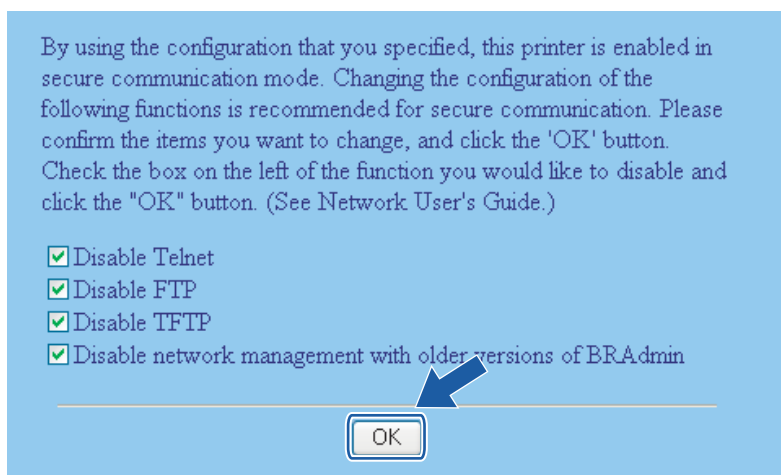 By using the configuration that you specified, this printer is enabled in
secure communication mode. Changing the configuration of the
following functions is recommended for secure communication. Please
confirm the items you want to change, and click the 'OK' button.
Check the box on the left of the function you would like to disable and
click the "OK" button. (See Network User's Guide.)
Disable Telnet
Disable FTP
Disable TFTP
Disable network management with older versions of BRAdmin
OK